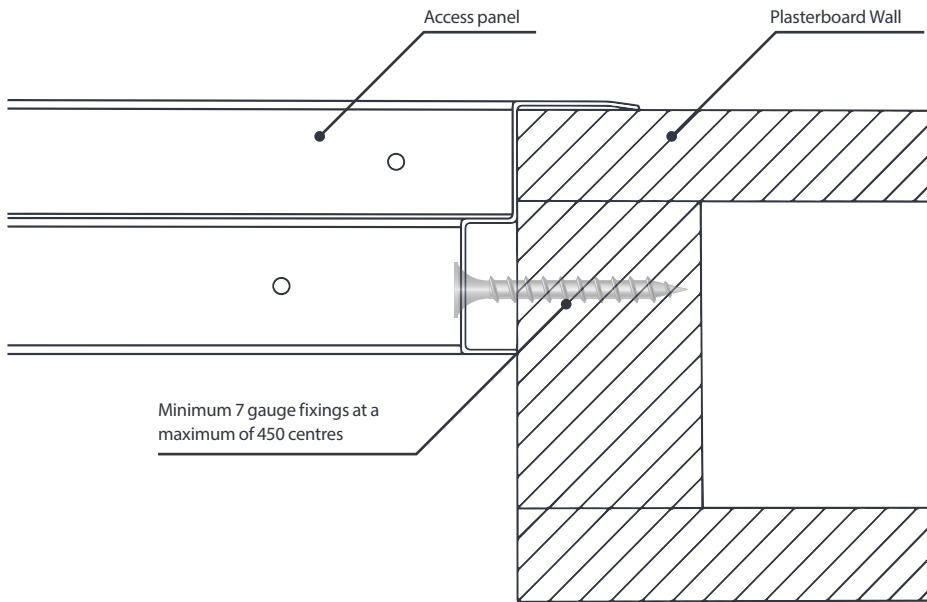 Access panel
Plasterboard Wall
Minimum 7 gauge fixings at a
maximum of 450 centres